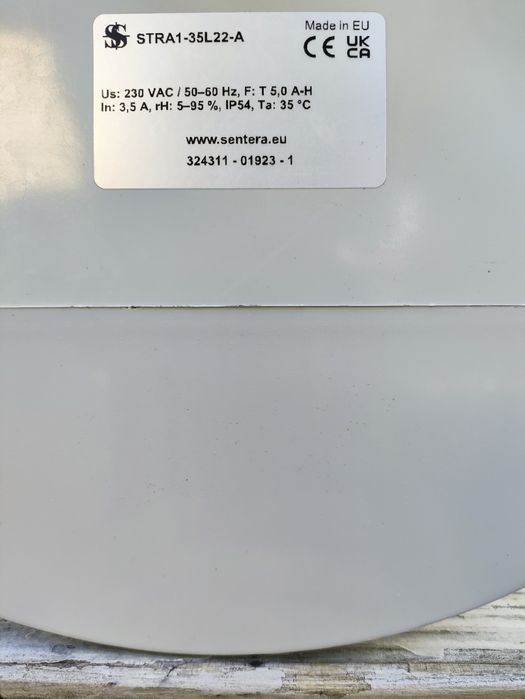 Made in EU
STRA1-35L22-A
CE UK
CA
Us: 230 VAC / 50–60 Hz, F: T 5,0 A-H
In: 3,5 A, rH: 5–95 %, IP54, Ta: 35 °C
www.sentera.eu
324311 - 01923 - 1